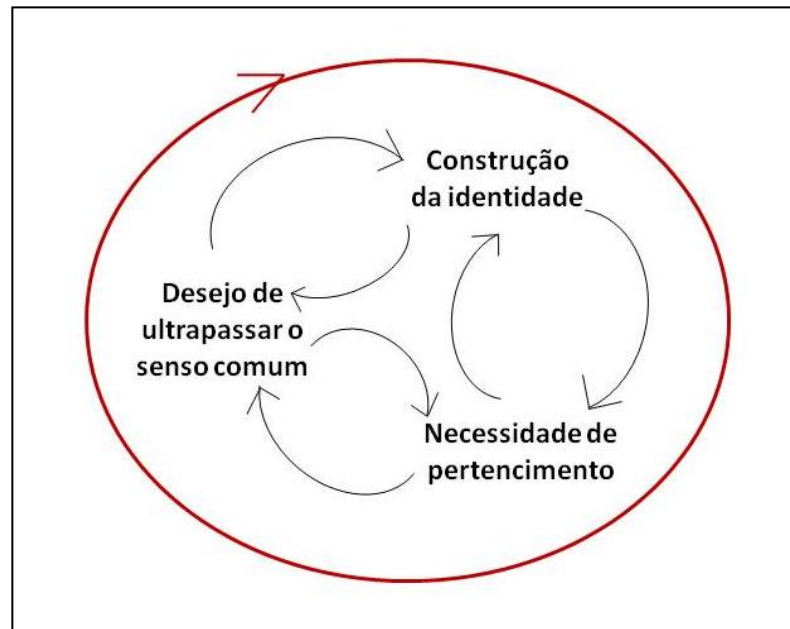 Construção
da identidade
Desejo de
ultrapassar o
senso comum
Necessidade de
pertencimento